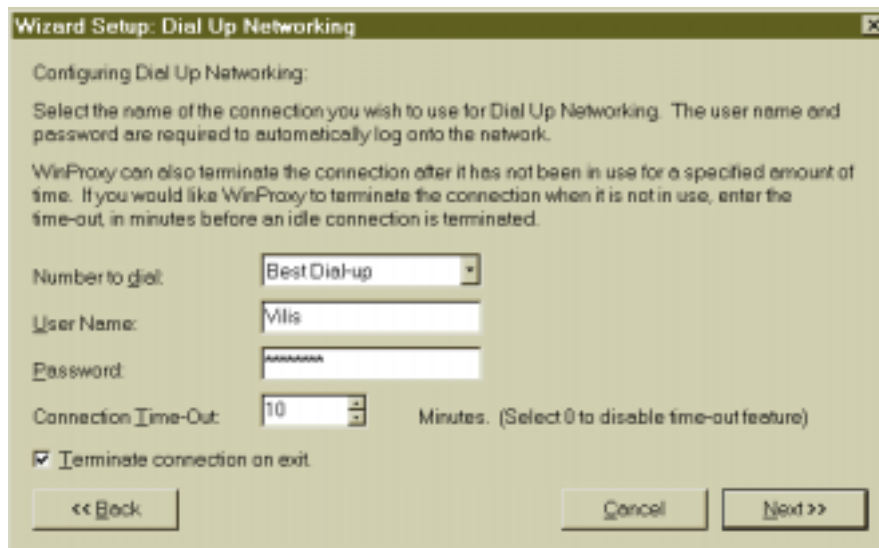 Wizard Setup: Dial Up Networking
Configuring Dial Up Networking:
Select the name of the connection you wish to use for Dial Up Networking. The user name and
password are required to automatically log onto the network.
WinProxy can also terminate the connection after it has not been in use for a specified amount of
time. If you would like WinProxy to terminate the connection when it is not in use, enter the
time-out, in minutes before an idle connection is terminated.
Number to dial: Best Dial-up
User Name: Vilis
Password: ********
Connection Time-Out: 10 Minutes. (Select 0 to disable time-out feature)
Terminate connection on exit
<< Back Cancel Next >>